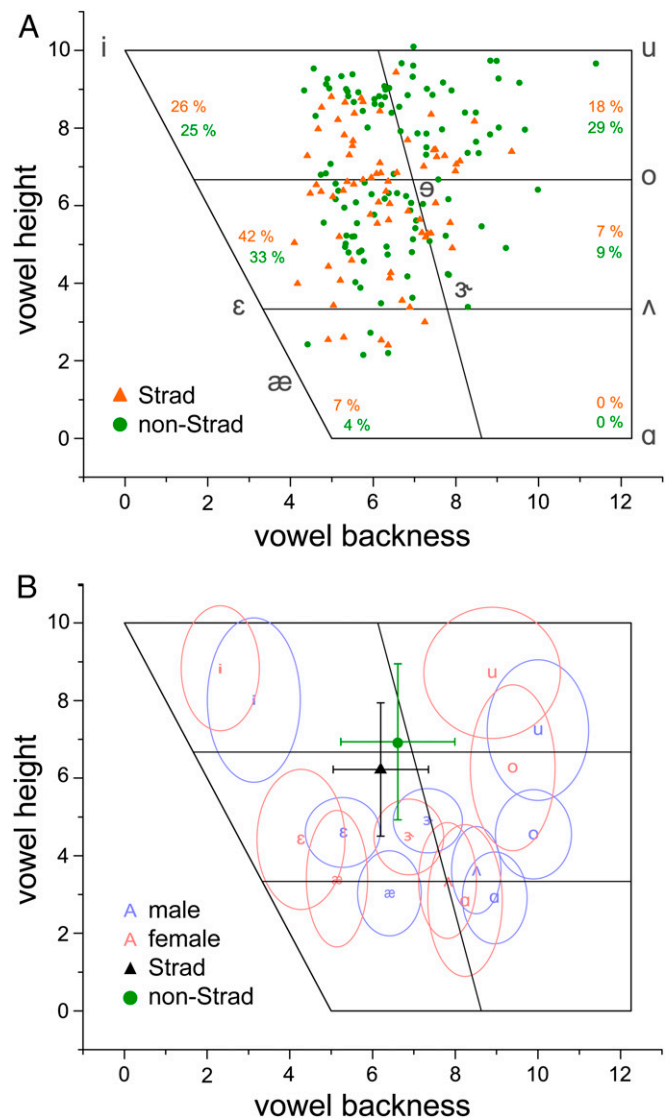 A
i
u
10
26%
25 %
18 %
29 %
8
o
ɘ
6
42 %
33 %
7 %
9 %
vowel height
4
ɝ
ɛ
ʌ
æ
2
Strad
non-Strad
7 %
4 %
0 %
0 %
0
ɑ
0 2 4 6 8 10 12
vowel backness
B
10
i
i
u
8
u
o
6
vowel height
ɛ
ɛ
ɝ
ɝ
o
4
æ
æ
ʌ
ʌ
ɑ
ɑ
A male
A female
Strad
non-Strad
2
0
0 2 4 6 8 10 12
vowel backness